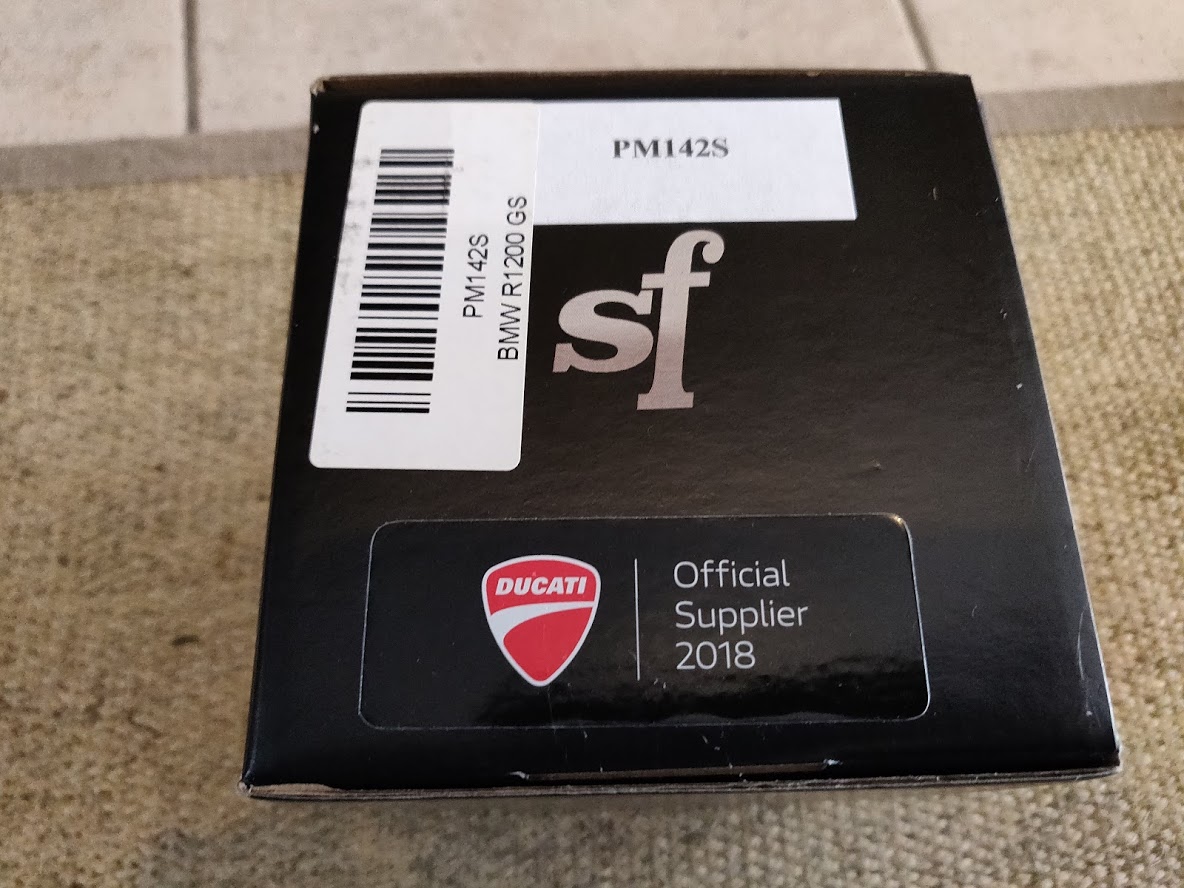 PM142S
PM142S
BMW R1200 GS
sf
DUCATI
Official
Supplier
2018